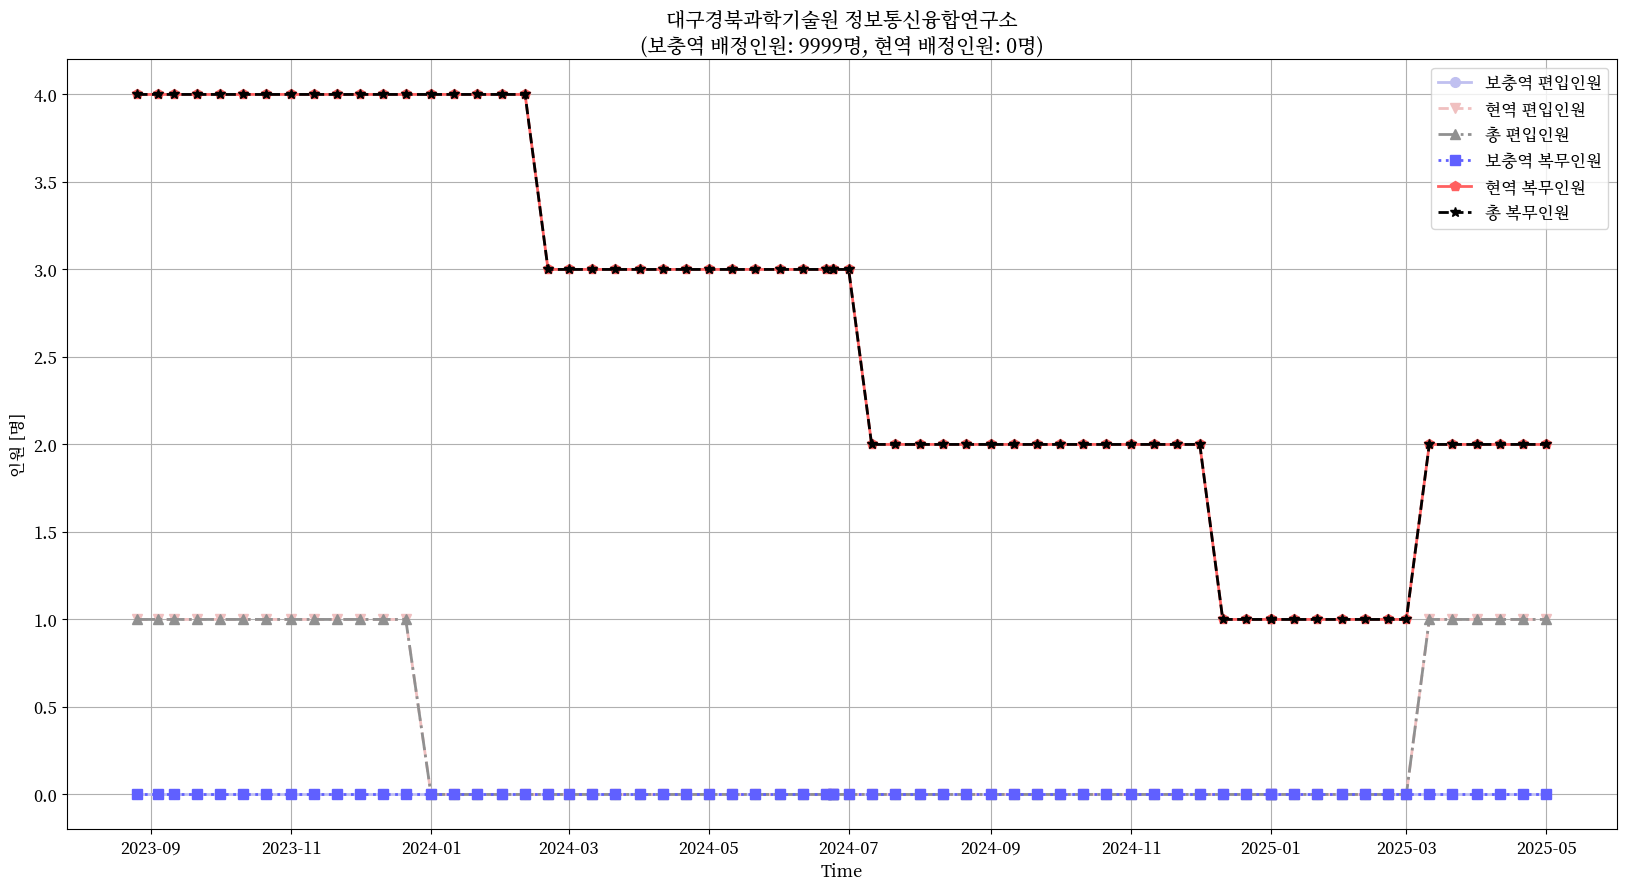 대구경북과학기술원 정보통신융합연구소
(보충역 배정인원: 9999명, 현역 배정인원: 0명)
보충역 편입인원
현역 편입인원
총 편입인원
보충역 복무인원
현역 복무인원
총 복무인원
4.0
3.5
3.0
2.5
2.0
1.5
1.0
0.5
0.0
인원 [명]
2023-09 2023-11 2024-01 2024-03 2024-05 2024-07 2024-09 2024-11 2025-01 2025-03 2025-05
Time